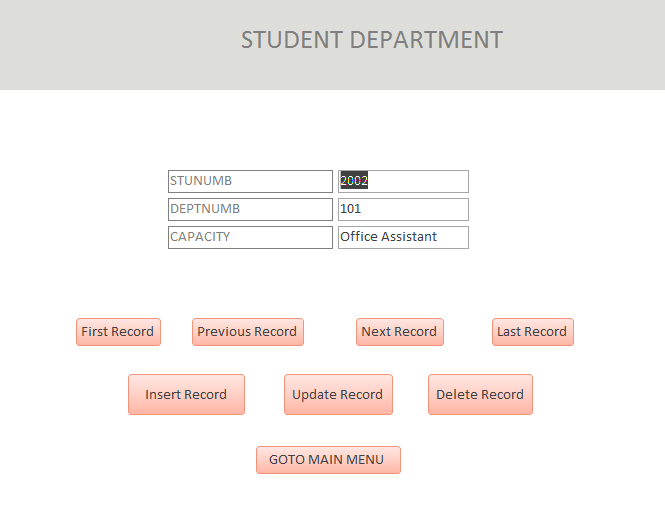 STUDENT DEPARTMENT
STUNUMB 2002
DEPTNUMB 101
CAPACITY Office Assistant
First Record Previous Record Next Record Last Record
Insert Record Update Record Delete Record
GOTO MAIN MENU